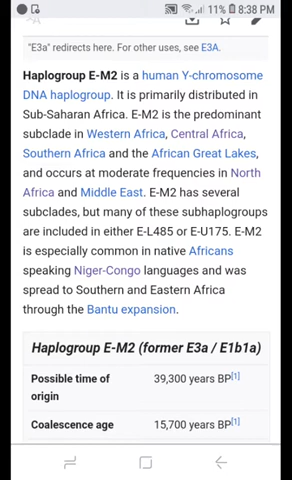 11% 8:38 PM
"E3a" redirects here. For other uses, see E3A.
Haplogroup E-M2 is a human Y-chromosome
DNA haplogroup. It is primarily distributed in
Sub-Saharan Africa. E-M2 is the predominant
subclade in Western Africa, Central Africa,
Southern Africa and the African Great Lakes,
and occurs at moderate frequencies in North
Africa and Middle East. E-M2 has several
subclades, but many of these subhaplogroups
are included in either E-L485 or E-U175. E-M2
is especially common in native Africans
speaking Niger-Congo languages and was
spread to Southern and Eastern Africa
through the Bantu expansion.
Haplogroup E-M2 (former E3a / E1b1a)
Possible time of 39,300 years BP[1]
origin
Coalescence age 15,700 years BP[1]